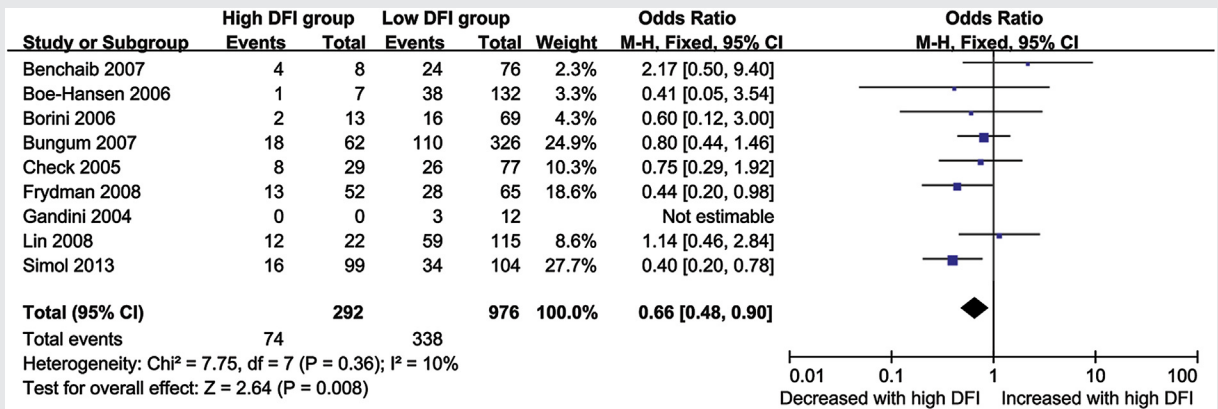 High DFI group Low DFI group Odds Ratio Odds Ratio
Study or Subgroup Events Total Events Total Weight M-H, Fixed, 95% CI M-H, Fixed, 95% CI
Benchaib 2007 4 8 24 76 2.3% 2.17 [0.50, 9.40]
Boe-Hansen 2006 1 7 38 132 3.3% 0.41 [0.05, 3.54]
Borini 2006 2 13 16 69 4.3% 0.60 [0.12, 3.00]
Bungum 2007 18 62 110 326 24.9% 0.80 [0.44, 1.46]
Check 2005 8 29 26 77 10.3% 0.75 [0.29, 1.92]
Frydman 2008 13 52 28 65 18.6% 0.44 [0.20, 0.98]
Gandini 2004 0 0 3 12 Not estimable
Lin 2008 12 22 59 115 8.6% 1.14 [0.46, 2.84]
Simol 2013 16 99 34 104 27.7% 0.40 [0.20, 0.78]
Total (95% CI) 292 976 100.0% 0.66 [0.48, 0.90]
Total events 74 338
Heterogeneity: Chi² = 7.75, df = 7 (P = 0.36); I² = 10%
Test for overall effect: Z = 2.64 (P = 0.008)
0.01 0.1 1 10 100
Decreased with high DFI Increased with high DFI